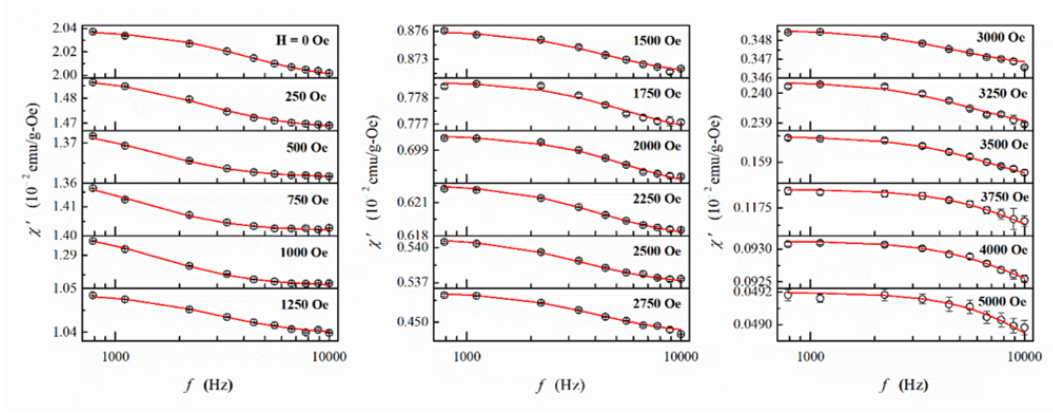 χ′ (10⁻² emu/g-Oe)
2.04
2.02
2.00
H = 0 Oe
1.48
1.47
250 Oe
1.37
1.36
500 Oe
1.41
1.40
750 Oe
1.29
1.05
1000 Oe
1.04
1250 Oe
1000
10000
f (Hz)
χ′ (10⁻² emu/g-Oe)
0.876
0.873
1500 Oe
0.778
0.777
1750 Oe
0.699
2000 Oe
0.621
0.618
2250 Oe
0.540
0.537
2500 Oe
0.450
2750 Oe
1000
10000
f (Hz)
χ′ (10⁻² emu/g-Oe)
0.348
0.347
0.346
3000 Oe
0.240
0.239
3250 Oe
0.159
3500 Oe
0.1175
3750 Oe
0.0930
0.0925
4000 Oe
0.0492
0.0490
5000 Oe
1000
10000
f (Hz)